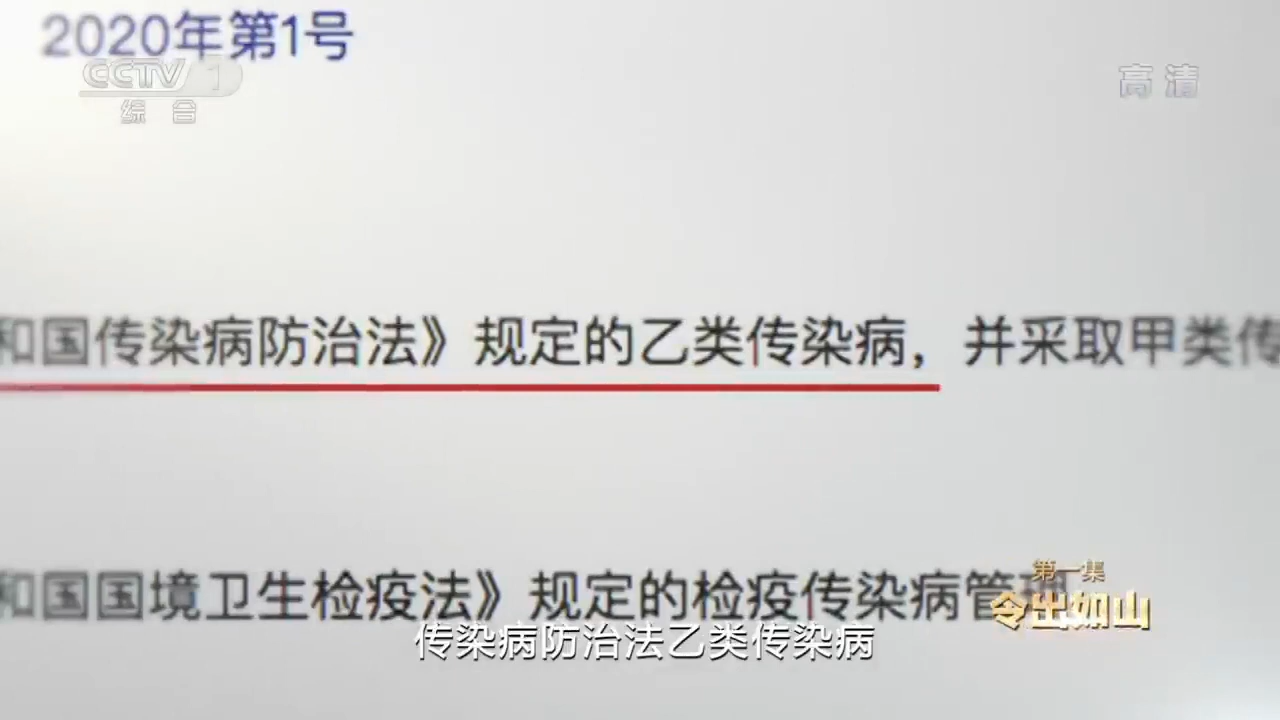 2020年第1号
CCTV 1
综合
高清
和国传染病防治法》规定的乙类传染病，并采取甲类传
和国国境卫生检疫法》规定的检疫传染病管理
第一集
令出如山
传染病防治法乙类传染病